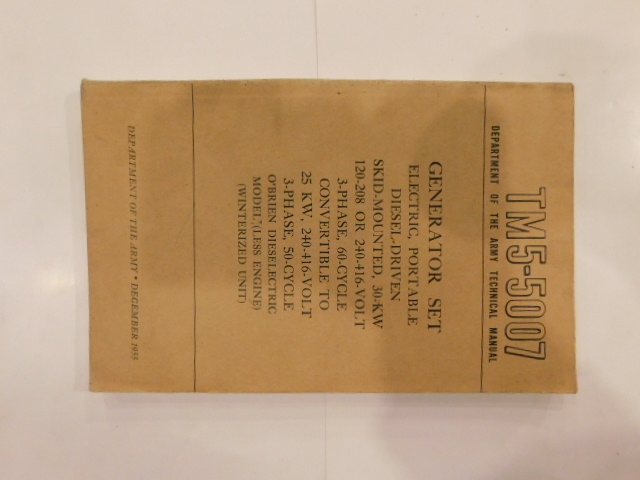 TM5-5007
DEPARTMENT OF THE ARMY TECHNICAL MANUAL
GENERATOR SET
ELECTRIC, PORTABLE
DIESEL-DRIVEN
SKID-MOUNTED, 30-KW
120-208 OR 240-416-VOLT
3-PHASE, 60-CYCLE
CONVERTIBLE TO
25 KW, 240-416-VOLT
3-PHASE, 50-CYCLE
O'BRIEN DIESELECTRIC
MODEL (LESS ENGINE)
(WINTERIZED UNIT)
DEPARTMENT OF THE ARMY • DECEMBER 1955